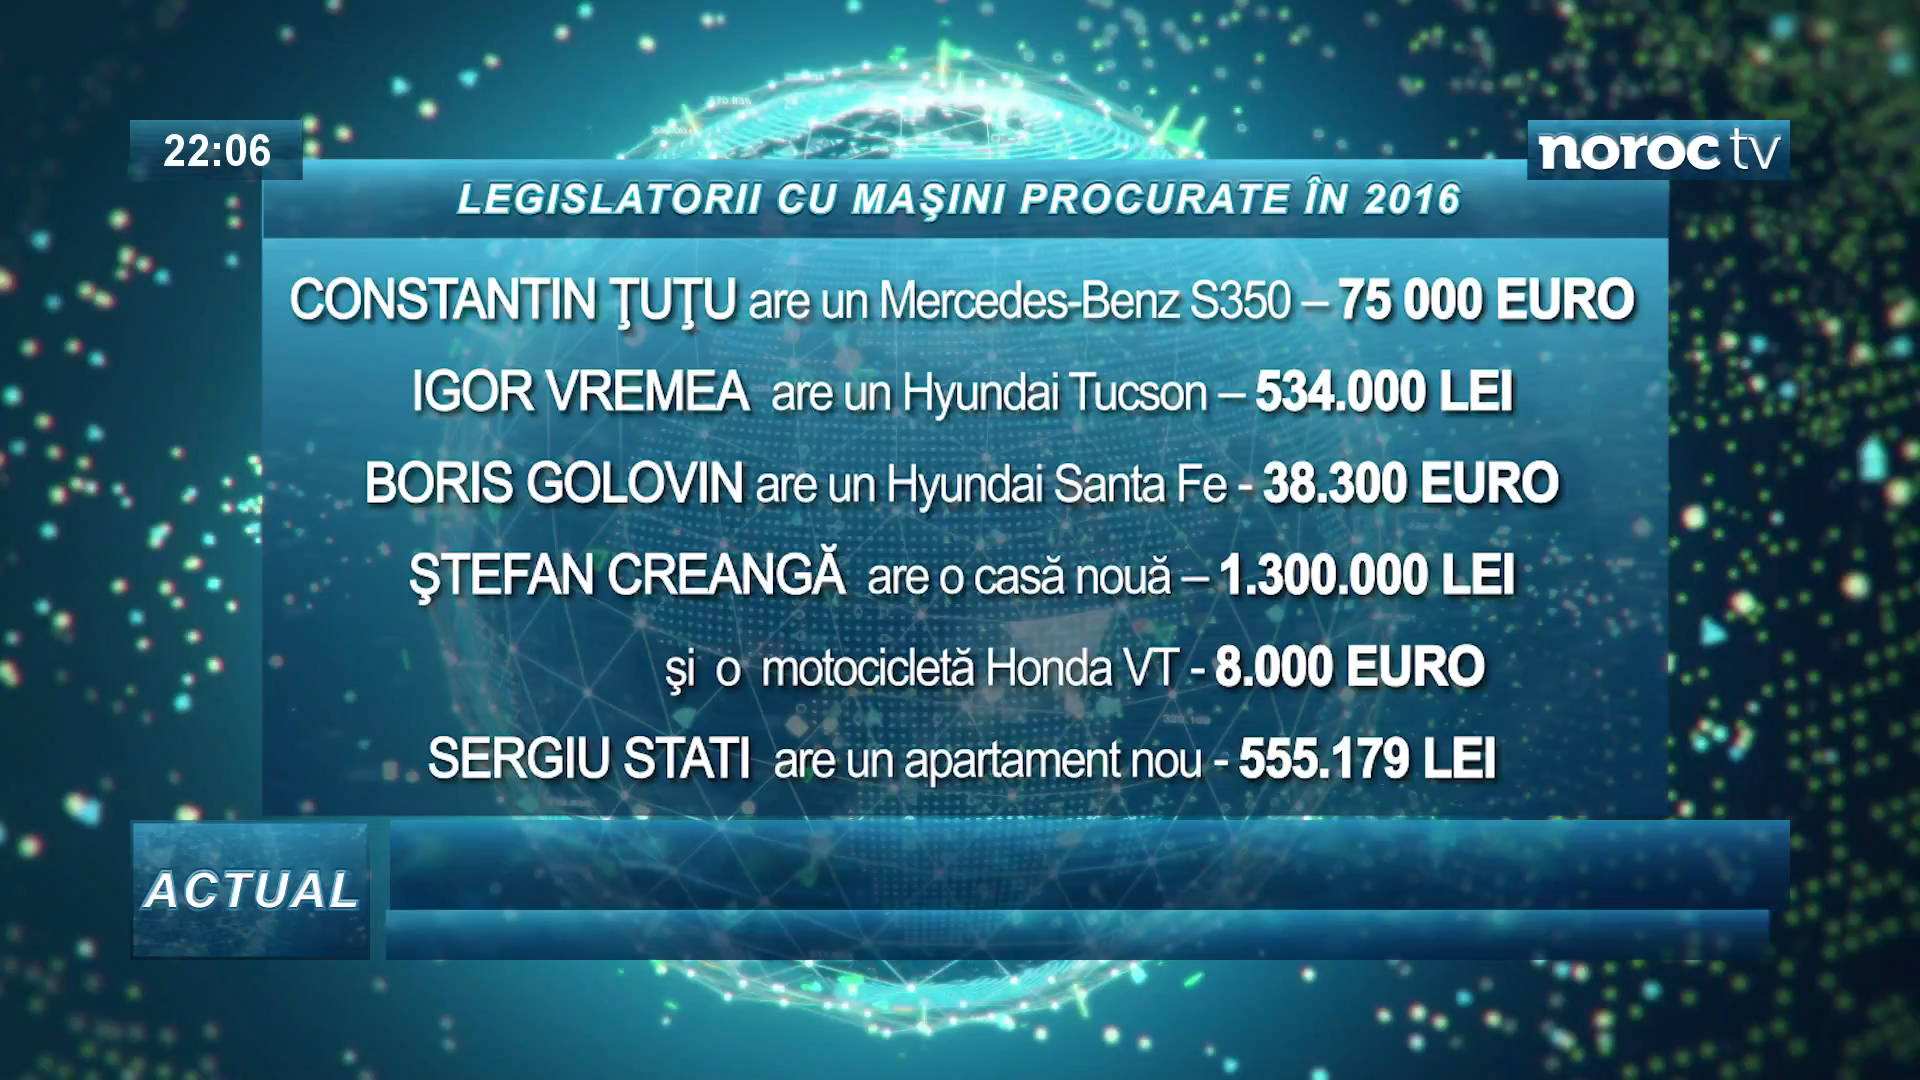 22:06
noroc tv
LEGISLATORII CU MAŞINI PROCURATE ÎN 2016
CONSTANTIN ŢUŢU are un Mercedes-Benz S350 – 75 000 EURO
IGOR VREMEA are un Hyundai Tucson – 534.000 LEI
BORIS GOLOVIN are un Hyundai Santa Fe - 38.300 EURO
ŞTEFAN CREANGĂ are o casă nouă – 1.300.000 LEI
şi o motocicletă Honda VT - 8.000 EURO
SERGIU STATI are un apartament nou - 555.179 LEI
ACTUAL